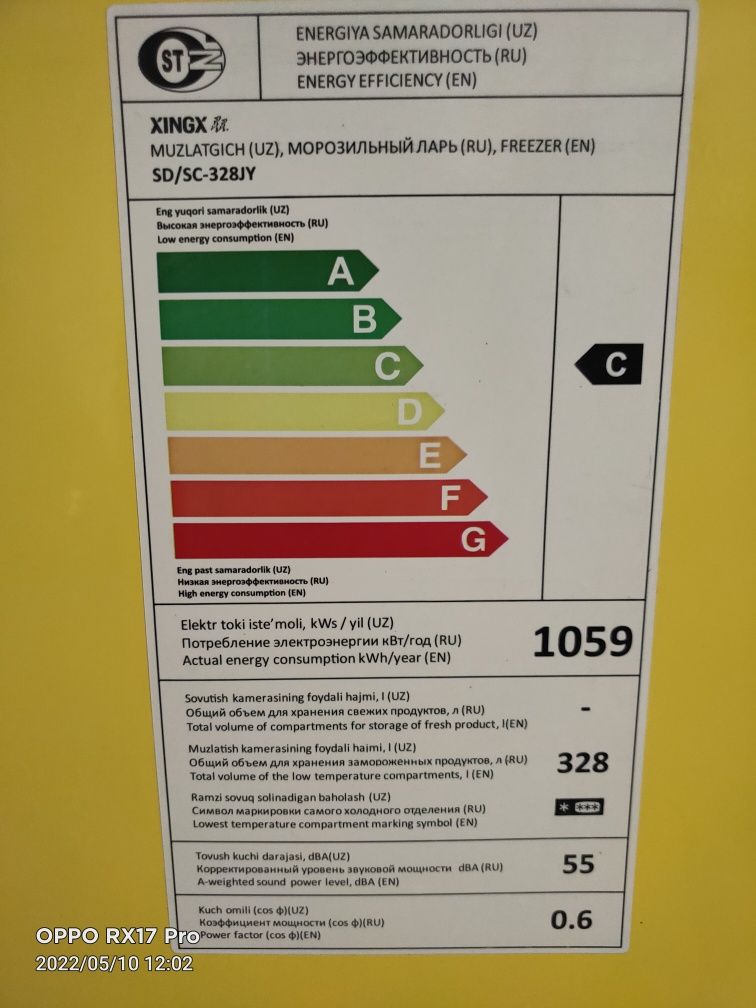 ST
ENERGIYA SAMARADORLIGI (UZ)
ЭНЕРГОЭФФЕКТИВНОСТЬ (RU)
ENERGY EFFICIENCY (EN)
XINGX
MUZLATGICH (UZ), МОРОЗИЛЬНЫЙ ЛАРЬ (RU), FREEZER (EN)
SD/SC-328JY
Eng yuqori samaradorlik (UZ)
Высокая энергоэффективность (RU)
Low energy consumption (EN)
A
B
C
C
D
E
F
G
Eng past samaradorlik (UZ)
Низкая энергоэффективность (RU)
High energy consumption (EN)
Elektr toki iste'moli, kWs / yil (UZ)
Потребление электроэнергии кВт/год (RU)
Actual energy consumption kWh/year (EN)
1059
Sovutish kamerasining foydali hajmi, l (UZ)
Общий объем для хранения свежих продуктов, л (RU)
Total volume of compartments for storage of fresh product, l(EN)
-
Muzlatish kamerasining foydali hajmi, l (UZ)
Общий объем для хранения замороженных продуктов, л (RU)
Total volume of the low temperature compartments, l (EN)
328
Ramzi sovuq solinadigan baholash (UZ)
Символ маркировки самого холодного отделения (RU)
Lowest temperature compartment marking symbol (EN)
* ***
Tovush kuchi darajasi, dBA(UZ)
Корректированный уровень звуковой мощности dBA (RU)
A-weighted sound power level, dBA (EN)
55
Kuch omili (cos ф)(UZ)
Коэффициент мощности (cos ф)(RU)
Power factor (cos ф)(EN)
0.6
OPPO RX17 Pro
2022/05/10 12:02